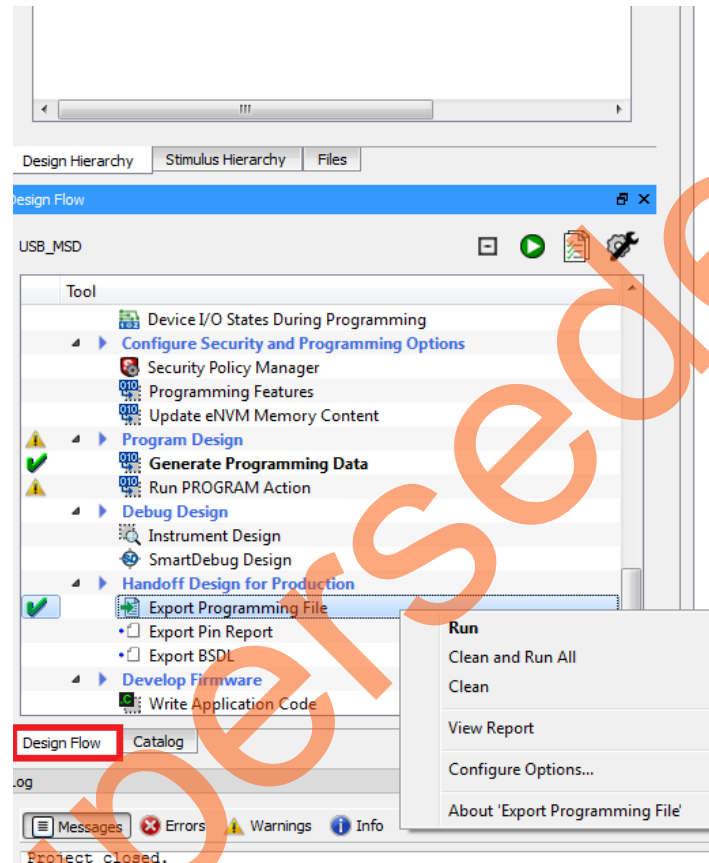 Design Hierarchy Stimulus Hierarchy Files
Design Flow
USB_MSD
Tool
Device I/O States During Programming
Configure Security and Programming Options
Security Policy Manager
Programming Features
Update eNVM Memory Content
Program Design
Generate Programming Data
Run PROGRAM Action
Debug Design
Instrument Design
SmartDebug Design
Handoff Design for Production
Export Programming File
Export Pin Report
Export BSDL
Develop Firmware
Write Application Code
Run
Clean and Run All
Clean
View Report
Configure Options...
About 'Export Programming File'
Design Flow Catalog
Log
Messages Errors Warnings Info
Project closed.
perse